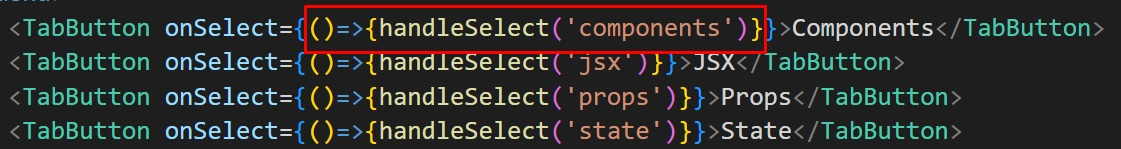 <TabButton onSelect={()=>{handleSelect('components')}}>Components</TabButton>
<TabButton onSelect={()=>{handleSelect('jsx')}}>JSX</TabButton>
<TabButton onSelect={()=>{handleSelect('props')}}>Props</TabButton>
<TabButton onSelect={()=>{handleSelect('state')}}>State</TabButton>